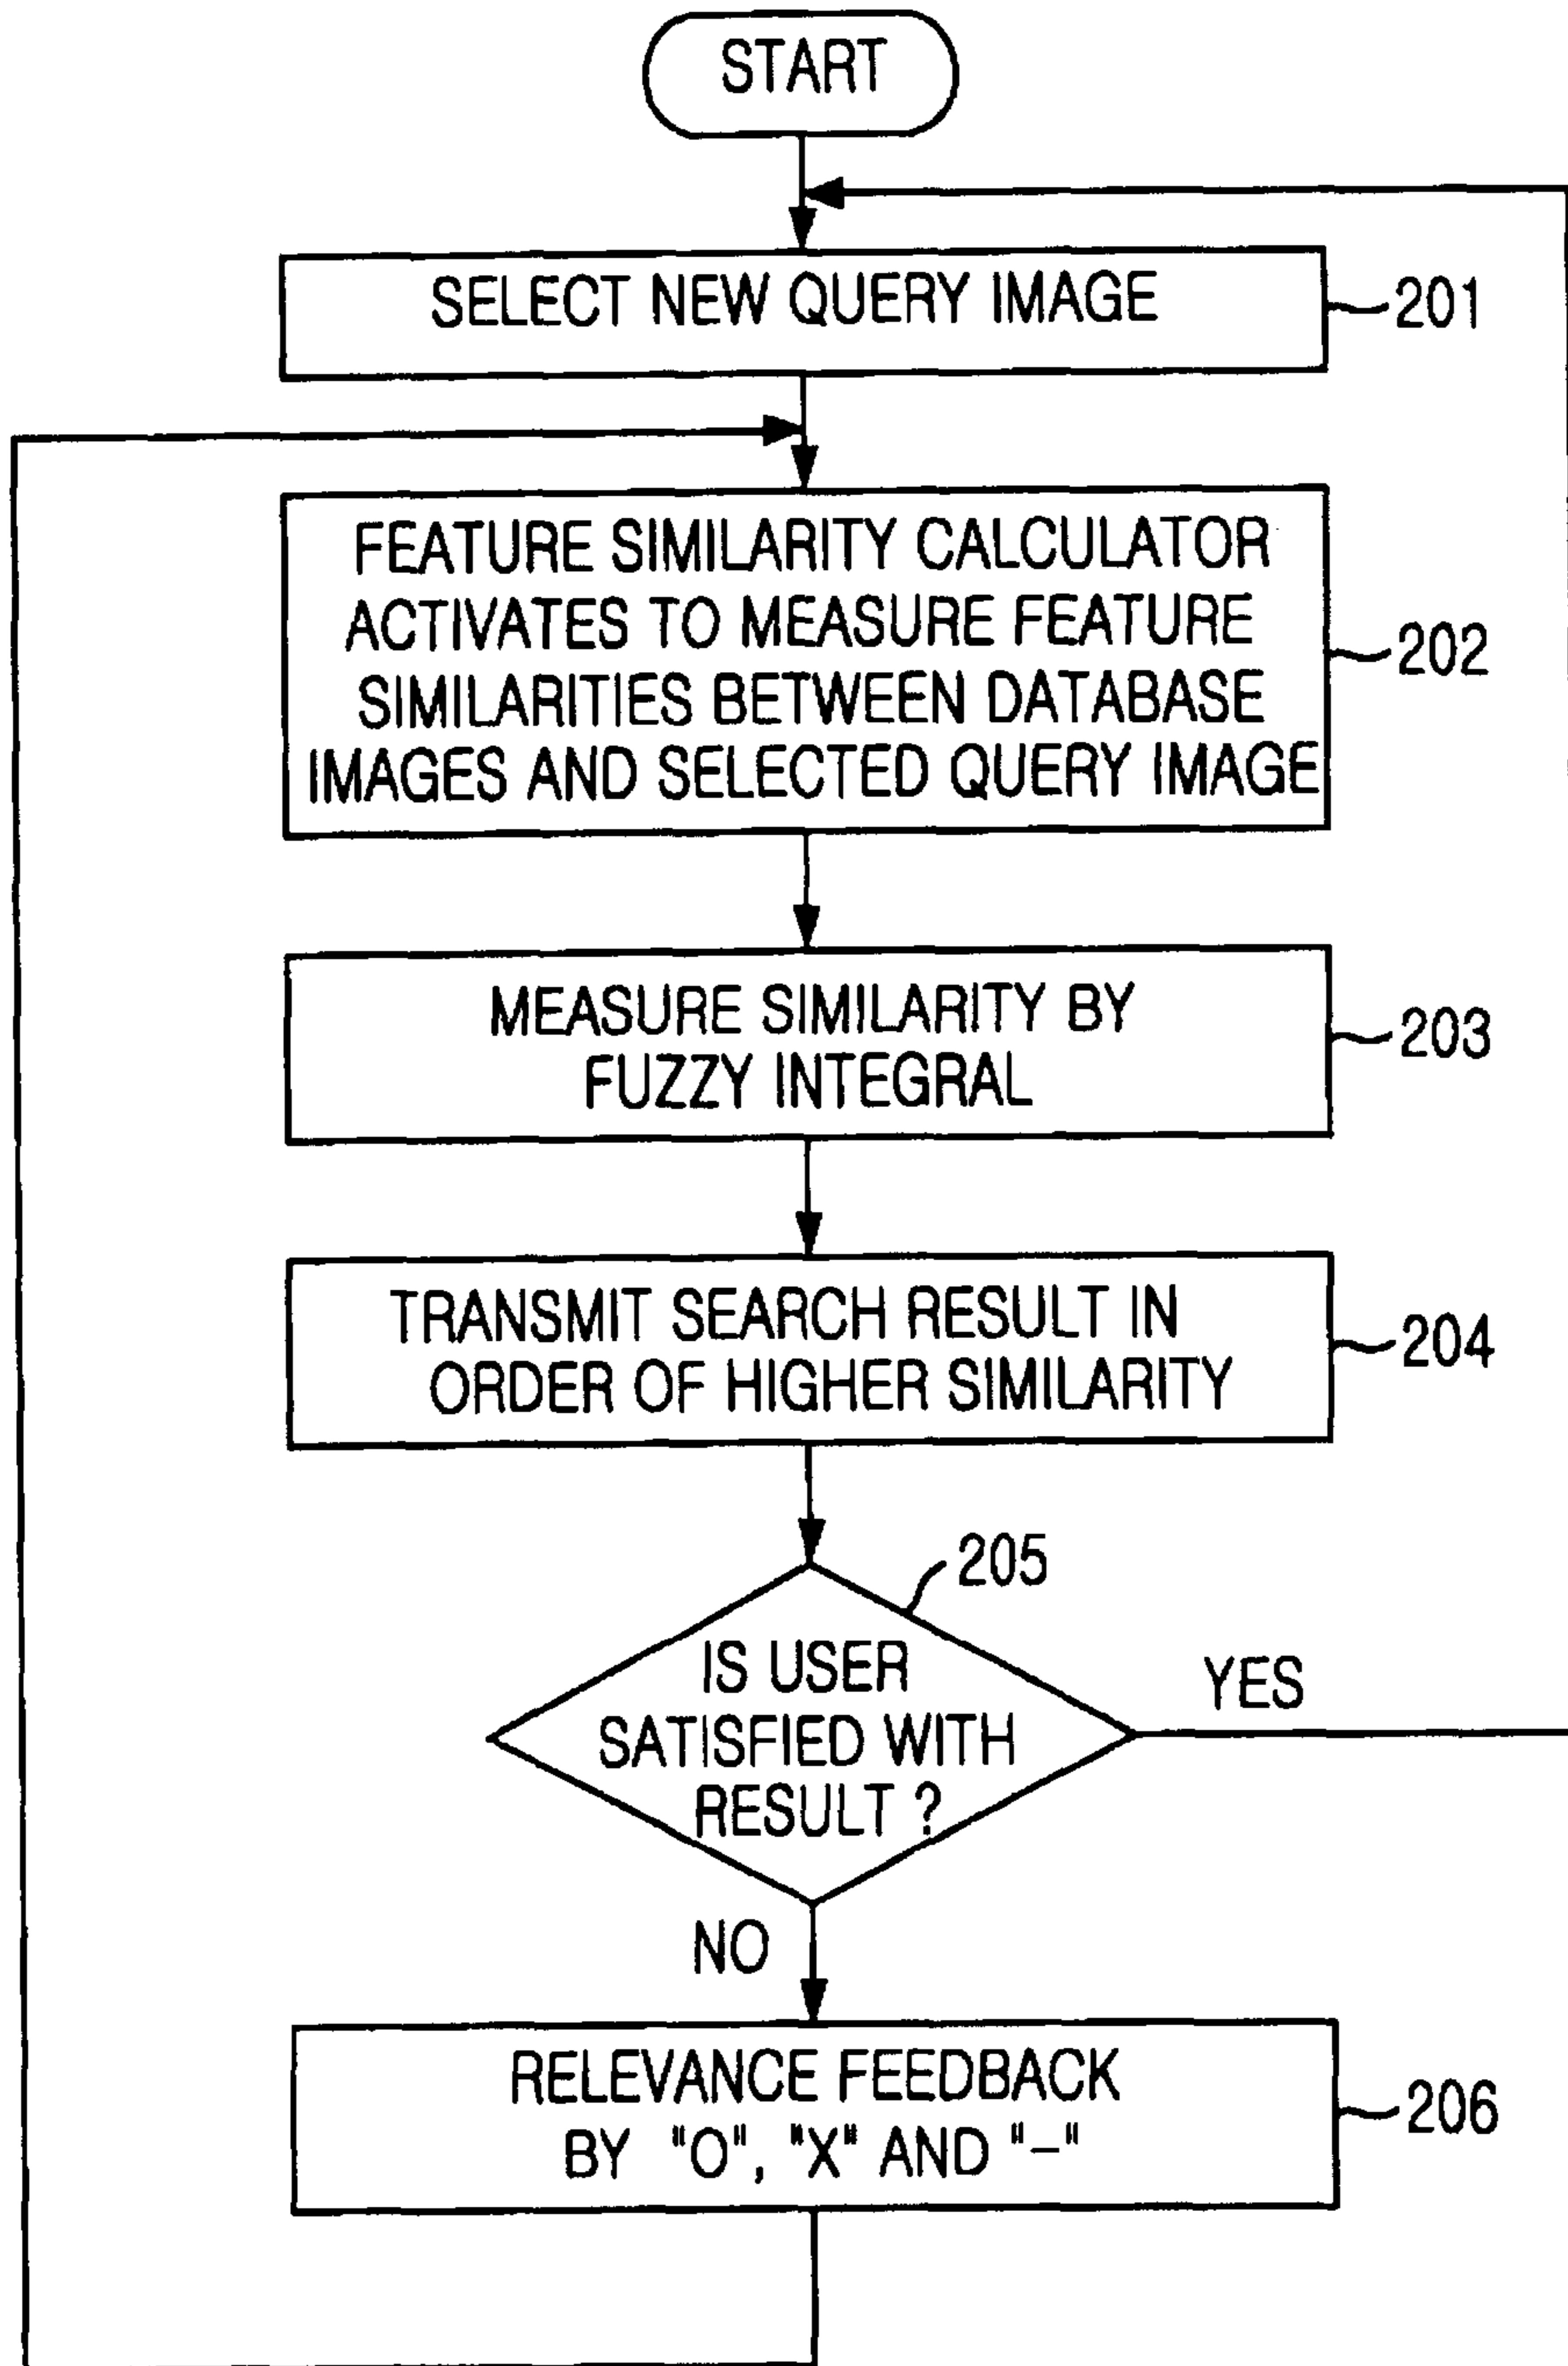 START
SELECT NEW QUERY IMAGE
201
FEATURE SIMILARITY CALCULATOR
ACTIVATES TO MEASURE FEATURE
SIMILARITIES BETWEEN DATABASE
IMAGES AND SELECTED QUERY IMAGE
202
MEASURE SIMILARITY BY
FUZZY INTEGRAL
203
TRANSMIT SEARCH RESULT IN
ORDER OF HIGHER SIMILARITY
204
205
IS USER
SATISFIED WITH
RESULT ?
YES
NO
RELEVANCE FEEDBACK
BY "O", "X" AND "-"
206